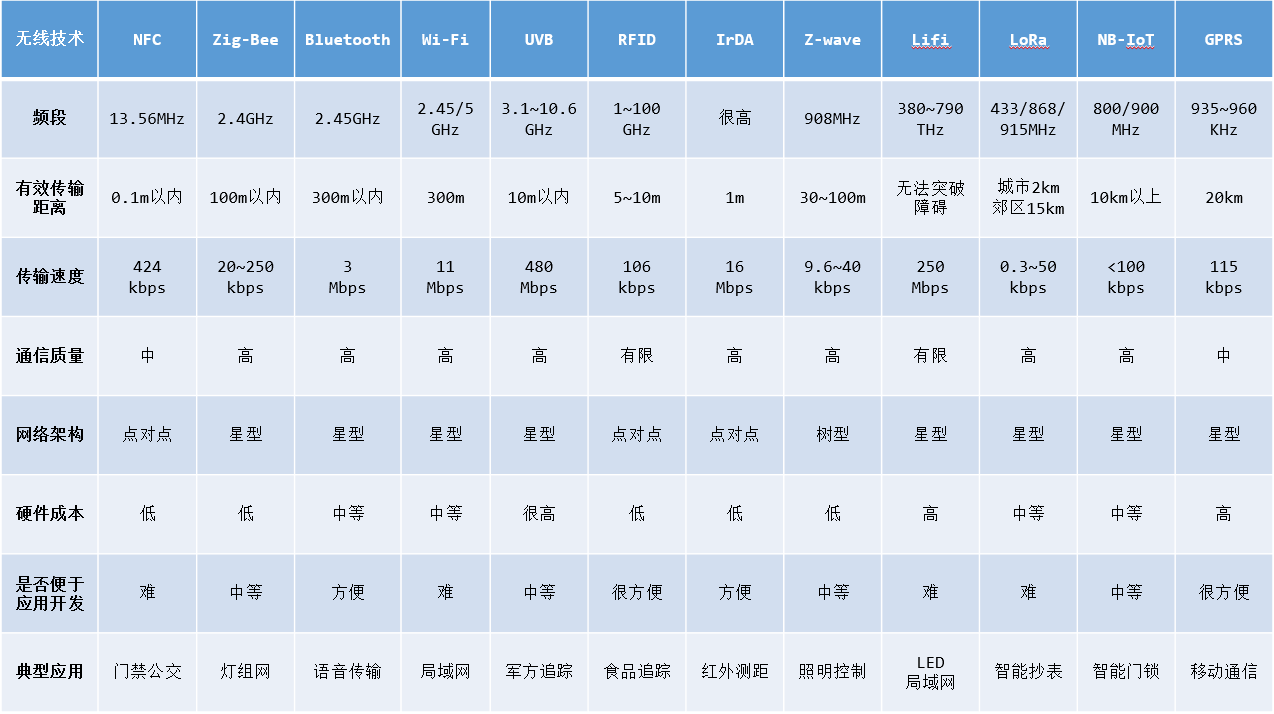 无线技术 NFC Zig-Bee Bluetooth Wi-Fi UVB RFID IrDA Z-wave Lifi LoRa NB-IoT GPRS
频段 13.56MHz 2.4GHz 2.45GHz 2.45/5 GHz 3.1~10.6 GHz 1~100 GHz 很高 908MHz 380~790 THz 433/868/ 915MHz 800/900 MHz 935~960 KHz
有效传输 距离 0.1m以内 100m以内 300m以内 300m 10m以内 5~10m 1m 30~100m 无法突破 障碍 城市2km 郊区15km 10km以上 20km
传输速度 424 kbps 20~250 kbps 3 Mbps 11 Mbps 480 Mbps 106 kbps 16 Mbps 9.6~40 kbps 250 Mbps 0.3~50 kbps <100 kbps 115 kbps
通信质量 中 高 高 高 高 有限 高 高 有限 高 高 中
网络架构 点对点 星型 星型 星型 星型 点对点 点对点 树型 星型 星型 星型 星型
硬件成本 低 低 中等 中等 很高 低 低 低 高 中等 中等 高
是否便于 应用开发 难 中等 方便 难 中等 很方便 方便 中等 难 难 中等 很方便
典型应用 门禁公交 灯组网 语音传输 局域网 军方追踪 食品追踪 红外测距 照明控制 LED 局域网 智能抄表 智能门锁 移动通信